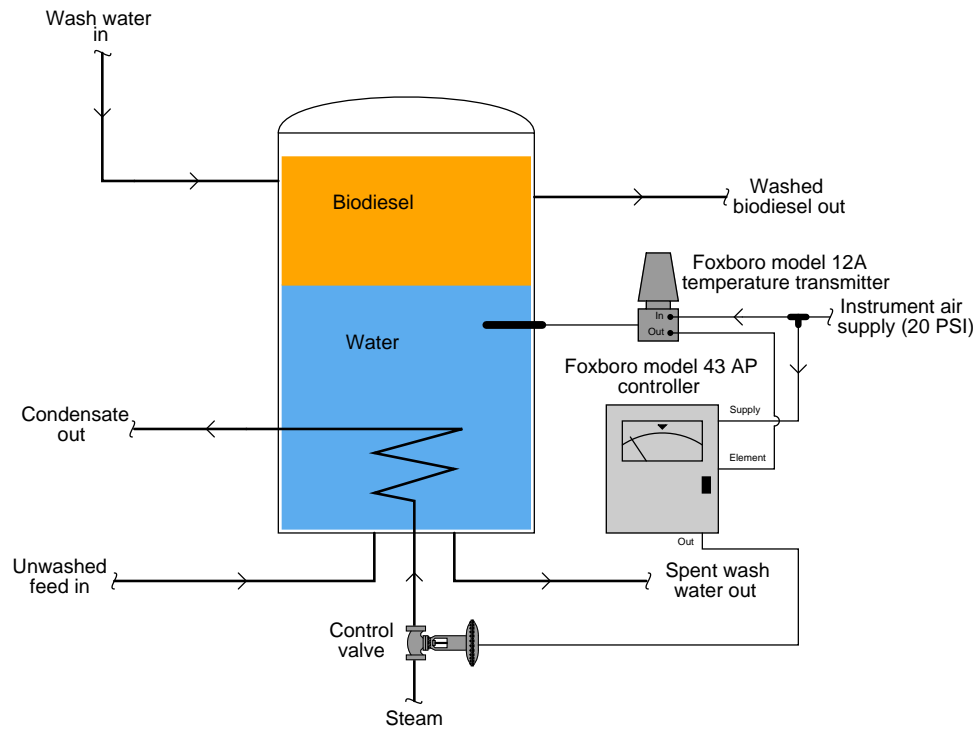 Wash water
in
Biodiesel
Washed
biodiesel out
Foxboro model 12A
temperature transmitter
In
Out
Instrument air
supply (20 PSI)
Water
Foxboro model 43 AP
controller
Condensate
out
Supply
Element
Out
Unwashed
feed in
Spent wash
water out
Control
valve
Steam